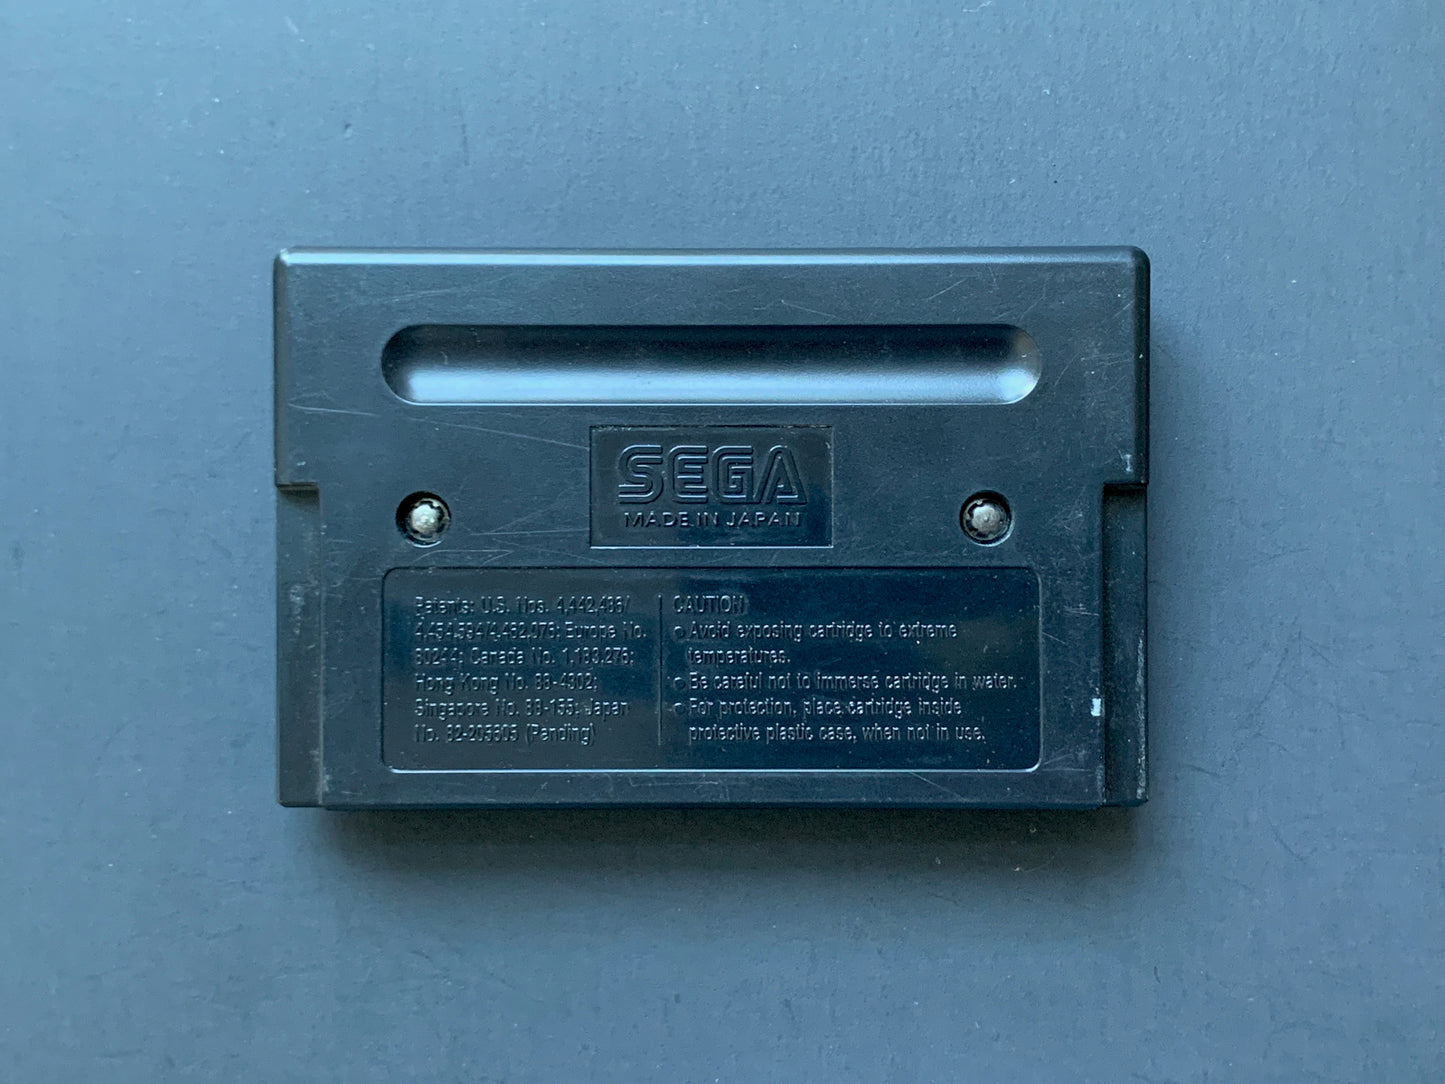 SEGA
MADE IN JAPAN
Patents: U.S. Nos. 4,442,486/
4,454,594/4,462,076; Europe No.
80244; Canada No. 1,183,276;
Hong Kong No. 88-4302;
Singapore No. 88-155; Japan
No. 82-205605 (Pending)
CAUTION
Avoid exposing cartridge to extreme
temperatures.
Be careful not to immerse cartridge in water.
For protection, place cartridge inside
protective plastic case, when not in use.